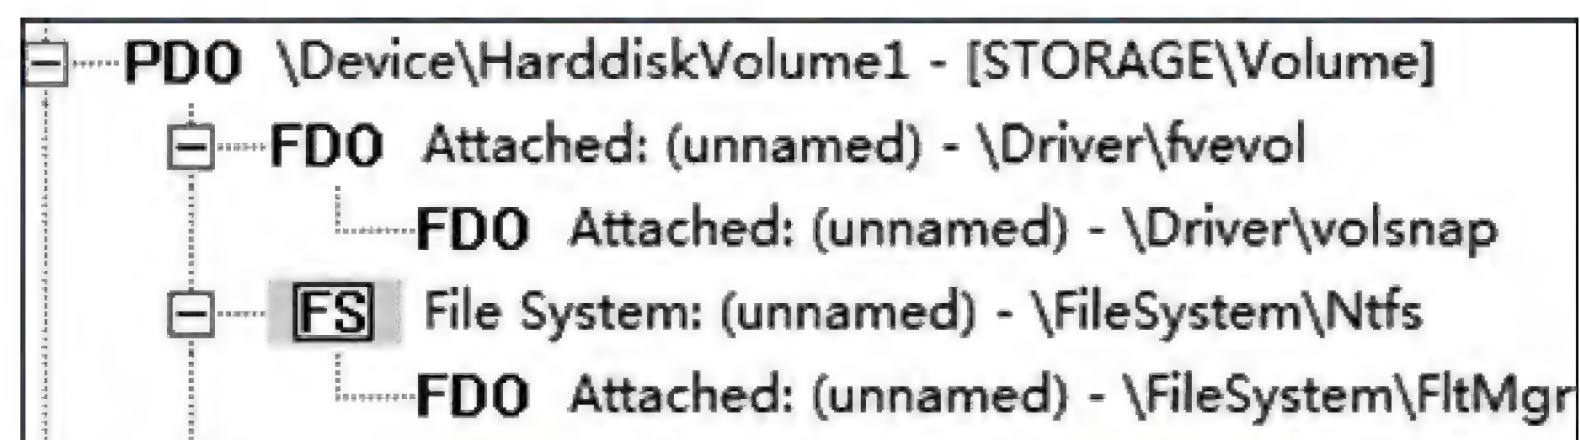 PDO \Device\HarddiskVolume1 - [STORAGE\Volume]
FDO Attached: (unnamed) - \Driver\fvevol
FDO Attached: (unnamed) - \Driver\volsnap
FS File System: (unnamed) - \FileSystem\Ntfs
FDO Attached: (unnamed) - \FileSystem\FltMgr